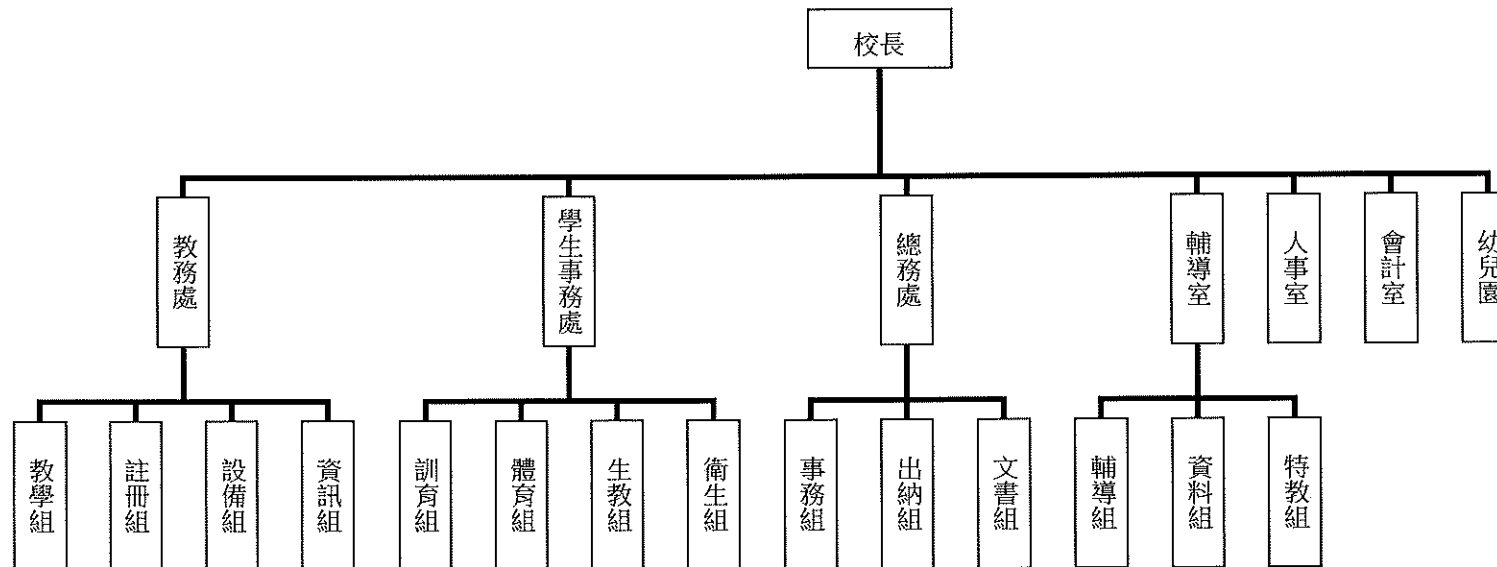 校長
教務處
學生事務處
總務處
輔導室
人事室
會計室
幼兒園
教學組
註冊組
設備組
資訊組
訓育組
體育組
生教組
衛生組
事務組
出納組
文書組
輔導組
資料組
特教組